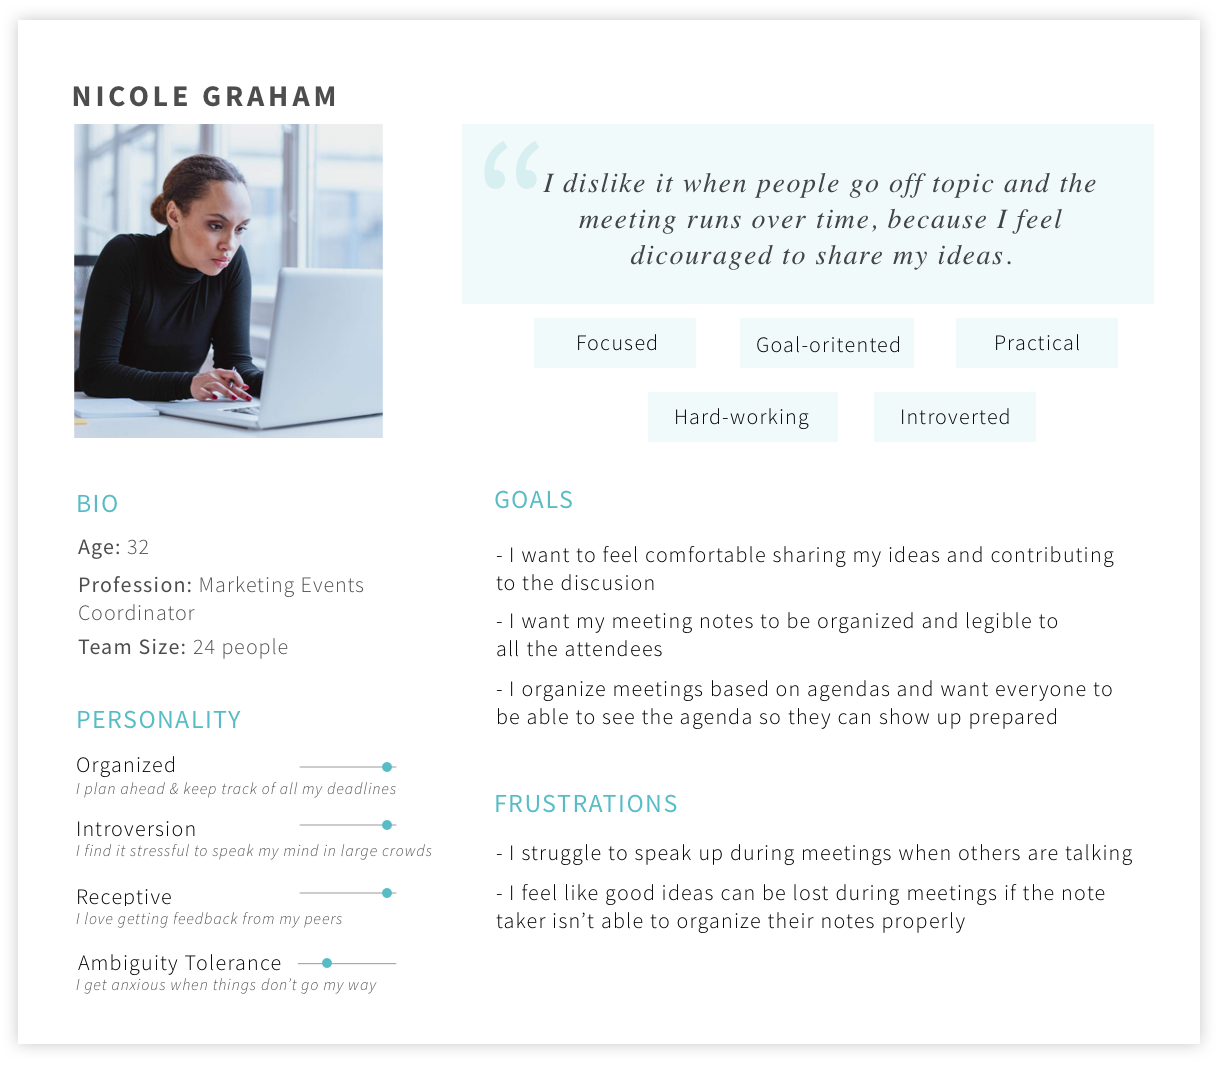 NICOLE GRAHAM
“
I dislike it when people go off topic and the
meeting runs over time, because I feel
dicouraged to share my ideas.
Focused
Goal-oritented
Practical
Hard-working
Introverted
BIO
Age: 32
Profession: Marketing Events
Coordinator
Team Size: 24 people
PERSONALITY
Organized
I plan ahead & keep track of all my deadlines
Introversion
I find it stressful to speak my mind in large crowds
Receptive
I love getting feedback from my peers
Ambiguity Tolerance
I get anxious when things don’t go my way
GOALS
- I want to feel comfortable sharing my ideas and contributing
to the discusion
- I want my meeting notes to be organized and legible to
all the attendees
- I organize meetings based on agendas and want everyone to
be able to see the agenda so they can show up prepared
FRUSTRATIONS
- I struggle to speak up during meetings when others are talking
- I feel like good ideas can be lost during meetings if the note
taker isn’t able to organize their notes properly